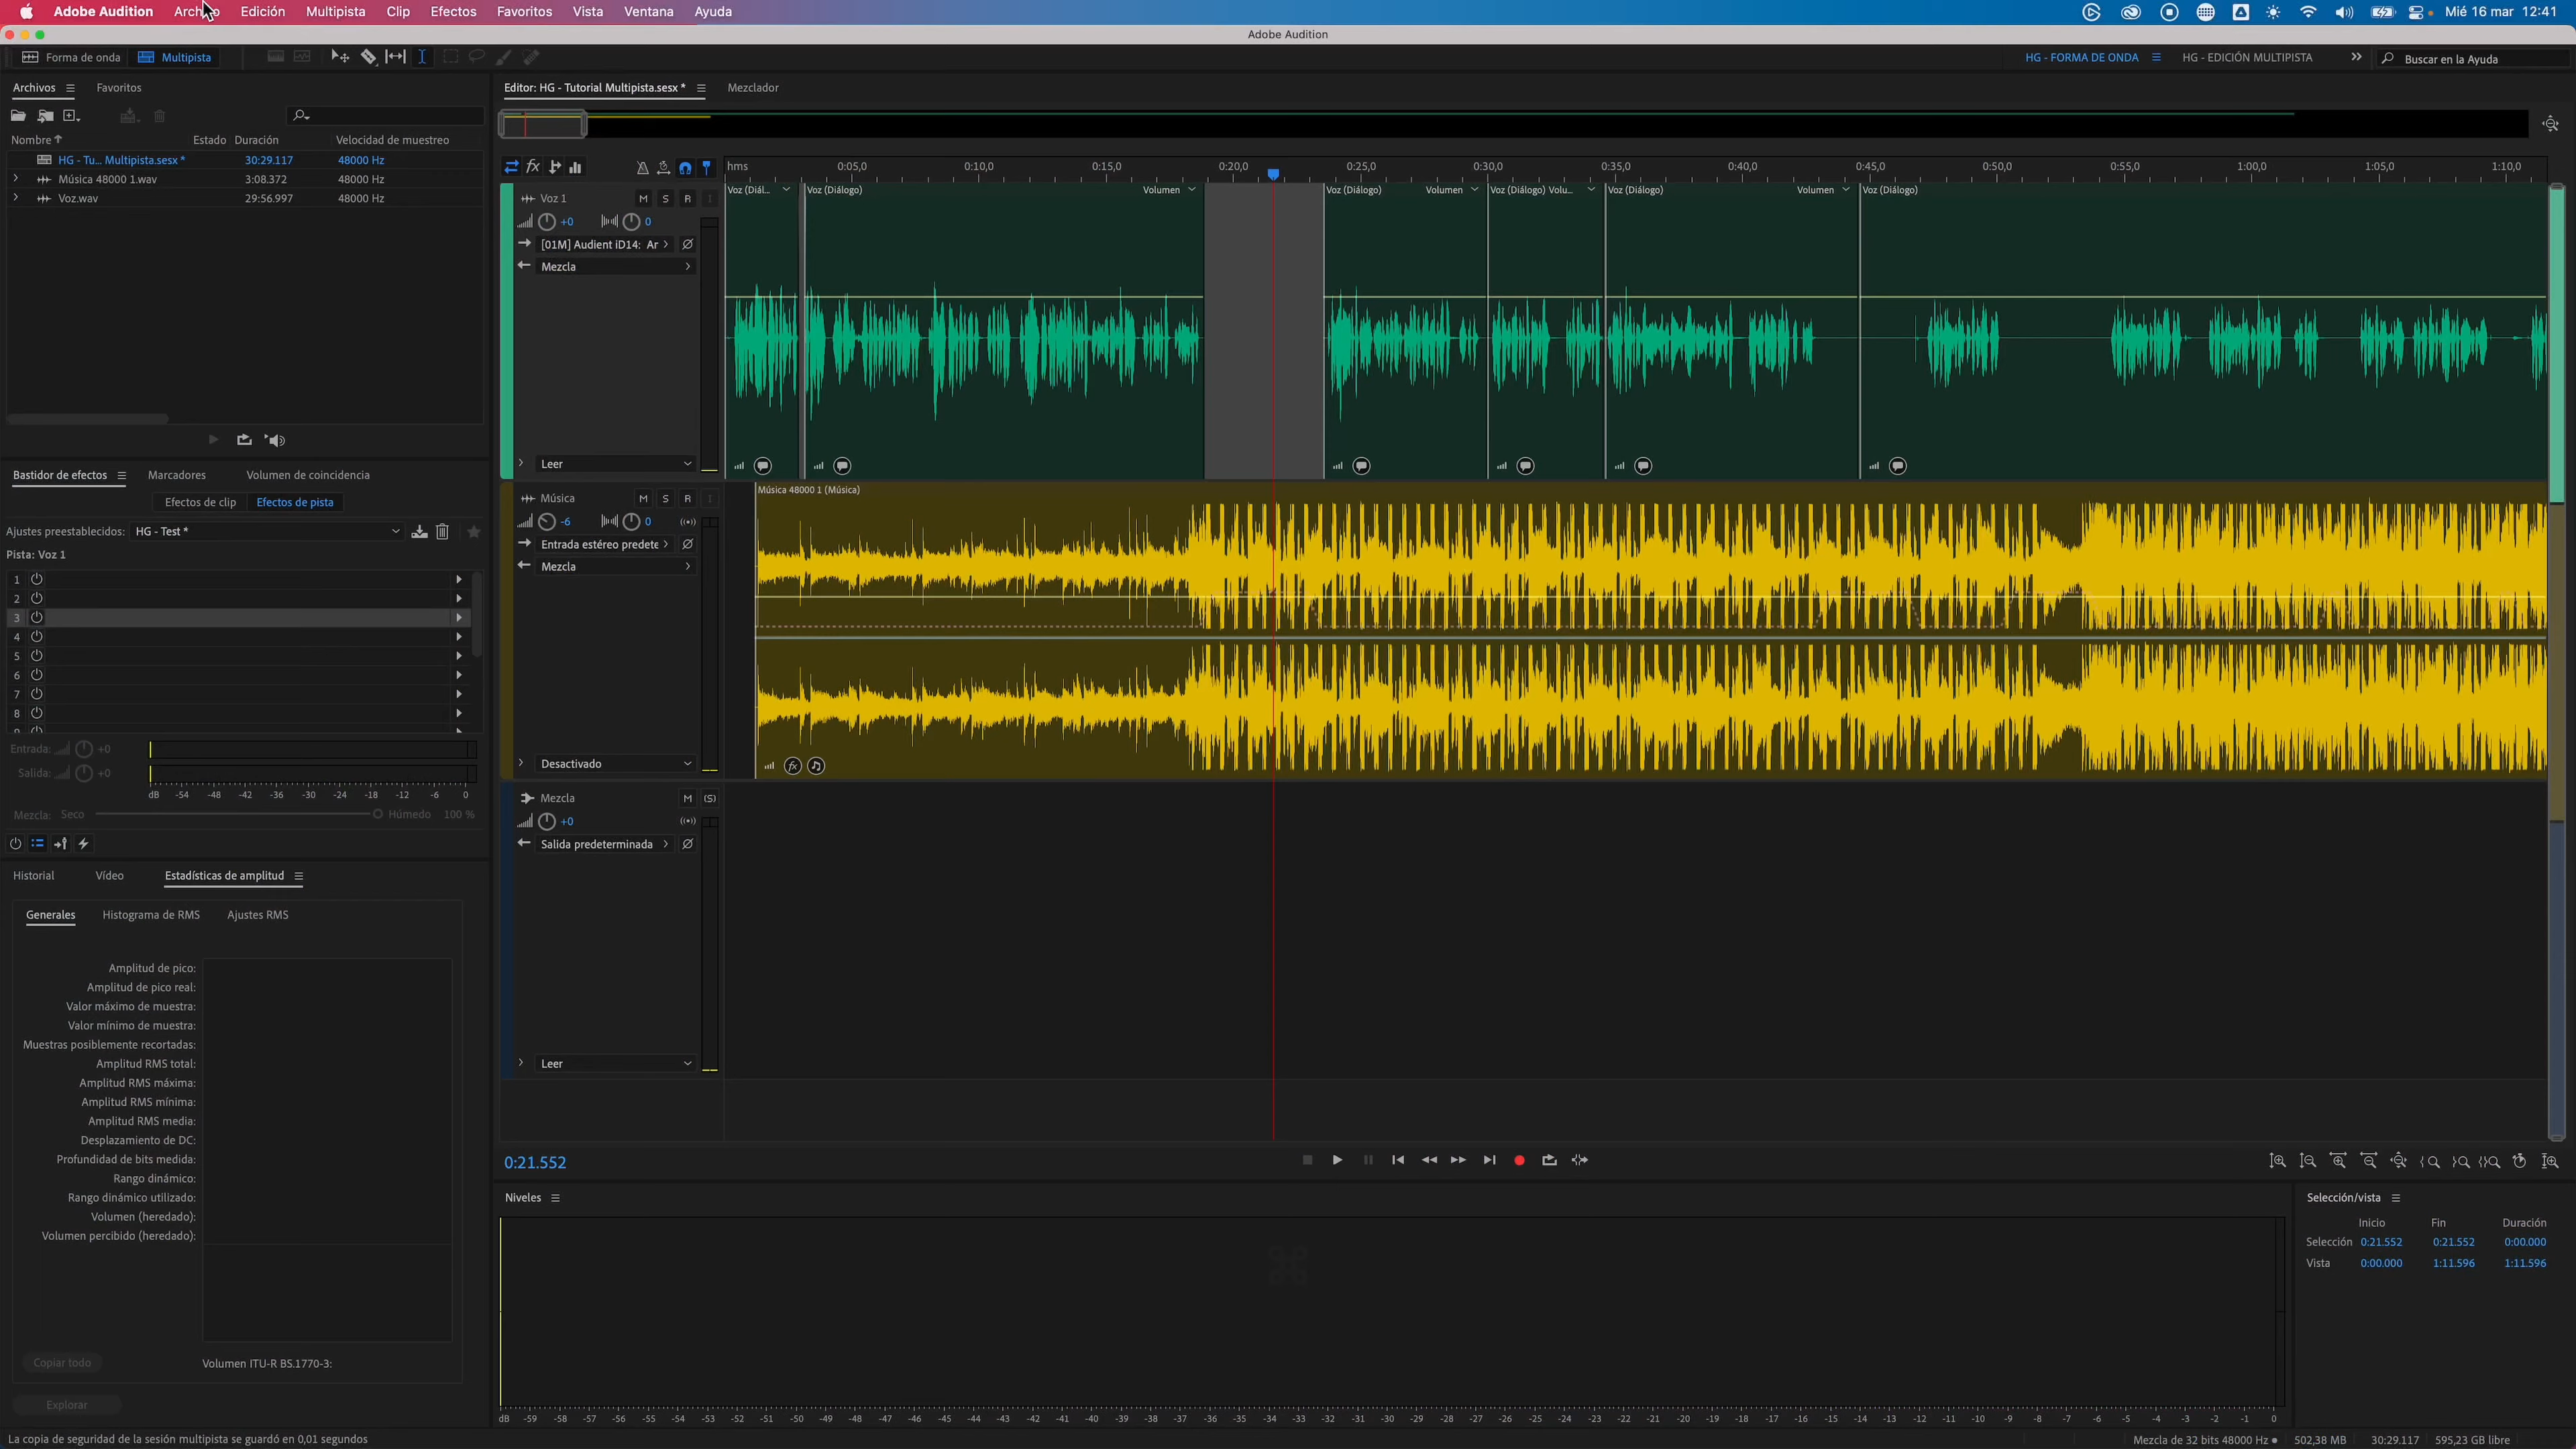 Adobe Audition Archivo Edición Multipista Clip Efectos Favoritos Vista Ventana Ayuda Mié 16 mar 12:41
Adobe Audition
Forma de onda Multipista HG - FORMA DE ONDA HG - EDICIÓN MULTIPISTA Buscar en la Ayuda
Archivos Favoritos
Nombre Estado Duración Velocidad de muestreo
HG - Tu... Multipista.sesx * 30:29.117 48000 Hz
Música 48000 1.wav 3:08.372 48000 Hz
Voz.wav 29:56.997 48000 Hz
Bastidor de efectos Marcadores Volumen de coincidencia
Efectos de clip Efectos de pista
Ajustes preestablecidos: HG - Test *
Pista: Voz 1
1
2
3
4
5
6
7
8
Entrada: +0
Salida: +0
dB -54 -48 -42 -36 -30 -24 -18 -12 -6 0
Mezcla: Seco Húmedo 100 %
Historial Vídeo Estadísticas de amplitud
Generales Histograma de RMS Ajustes RMS
Amplitud de pico:
Amplitud de pico real:
Valor máximo de muestra:
Valor mínimo de muestra:
Muestras posiblemente recortadas:
Amplitud RMS total:
Amplitud RMS máxima:
Amplitud RMS mínima:
Amplitud RMS media:
Desplazamiento de DC:
Profundidad de bits medida:
Rango dinámico:
Rango dinámico utilizado:
Volumen (heredado):
Volumen percibido (heredado):
Copiar todo Volumen ITU-R BS.1770-3:
Explorar
Editor: HG - Tutorial Multipista.sesx * Mezclador
hms 0:05,0 0:10,0 0:15,0 0:20,0 0:25,0 0:30,0 0:35,0 0:40,0 0:45,0 0:50,0 0:55,0 1:00,0 1:05,0 1:10,0
Voz (Diál... Voz (Diálogo) Volumen Voz (Diálogo) Volumen Voz (Diálogo) Volu... Voz (Diálogo) Volumen Voz (Diálogo)
Voz 1 M S R I
+0 0
[01M] Audient iD14: Ar
Mezcla
Leer
Música M S R I
Música 48000 1 (Música)
-6 0
Entrada estéreo predete
Mezcla
Desactivado
Mezcla M (S)
+0
Salida predeterminada
Leer
0:21.552
Niveles
dB -59 -58 -57 -56 -55 -54 -53 -52 -51 -50 -49 -48 -47 -46 -45 -44 -43 -42 -41 -40 -39 -38 -37 -36 -35 -34 -33 -32 -31 -30 -29 -28 -27 -26 -25 -24 -23 -22 -21 -20 -19 -18 -17 -16 -15 -14 -13 -12 -11 -10 -9 -8 -7 -6 -5 -4 -3 -2 -1 0
Selección/vista
Inicio Fin Duración
Selección 0:21.552 0:21.552 0:00.000
Vista 0:00.000 1:11.596 1:11.596
La copia de seguridad de la sesión multipista se guardó en 0,01 segundos
Mezcla de 32 bits 48000 Hz 502,38 MB 30:29.117 595,23 GB libre